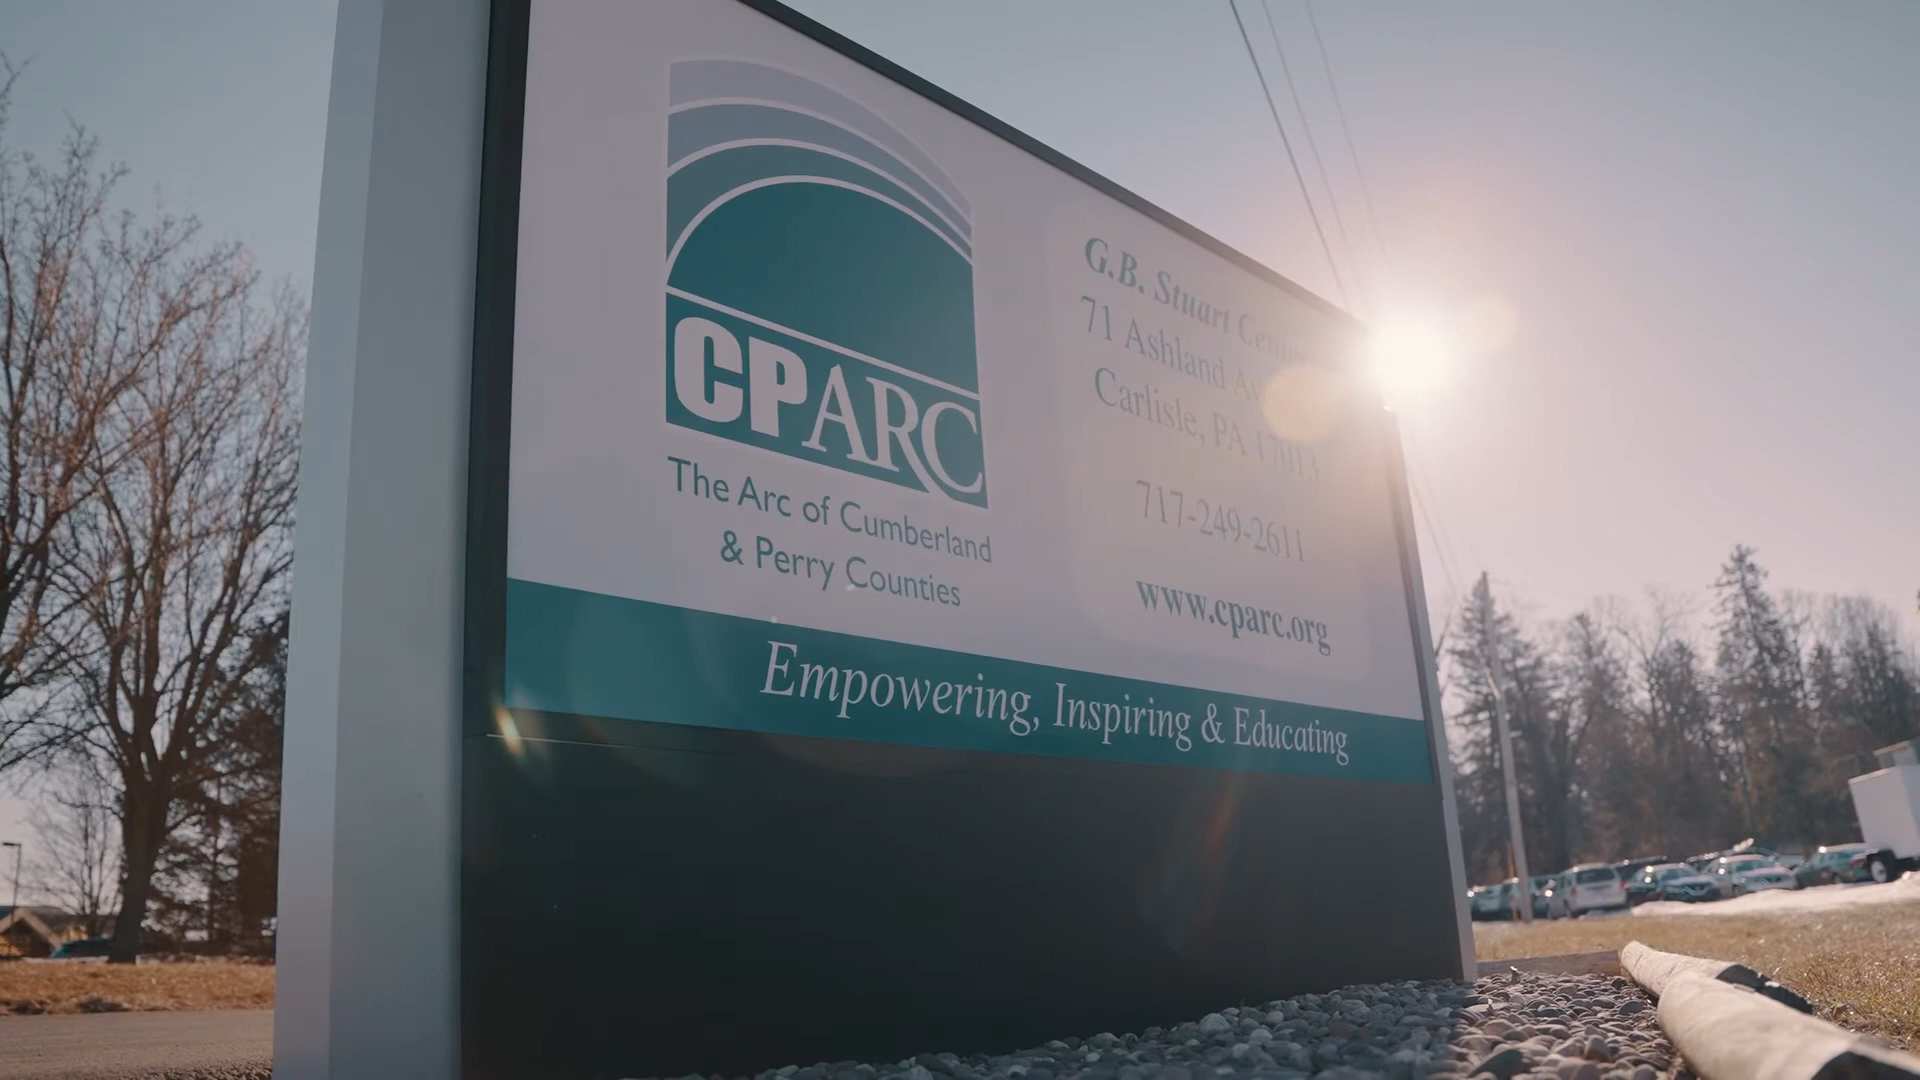 CPARC
The Arc of Cumberland
& Perry Counties
G.B. Stuart
71 Ashland
Carlisle, PA 17013
717-249-2611
www.cparc.org
Empowering, Inspiring & Educating